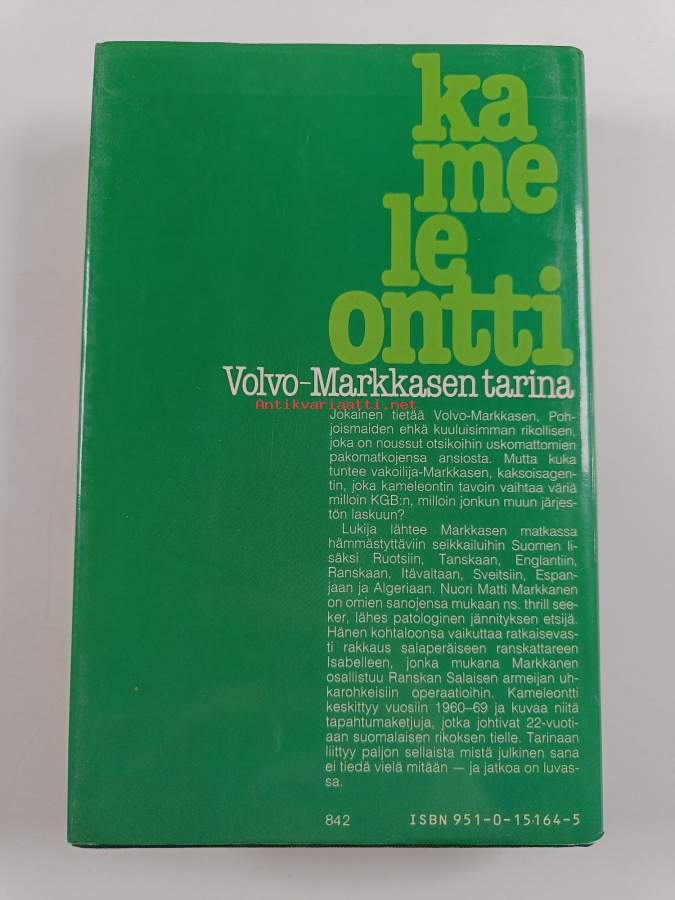 ka
me
le
ontti
Volvo-Markkasen tarina
Antikvariaatti.net
Jokainen tietää Volvo-Markkasen, Poh-
joismaiden ehkä kuuluisimman rikollisen,
joka on noussut otsikoihin uskomattomien
pakomatkojensa ansiosta. Mutta kuka
tuntee vakoilija-Markkasen, kaksoisagen-
tin, joka kameleontin tavoin vaihtaa väriä
milloin KGB:n, milloin jonkun muun järjes-
tön laskuun?
Lukija lähtee Markkasen matkassa
hämmästyttäviin seikkailuihin Suomen li-
säksi Ruotsiin, Tanskaan, Englantiin,
Ranskaan, Itävaltaan, Sveitsiin, Espan-
jaan ja Algeriaan. Nuori Matti Markkanen
on omien sanojensa mukaan ns. thrill see-
ker, lähes patologinen jännityksen etsijä.
Hänen kohtaloonsa vaikuttaa ratkaisevas-
ti rakkaus salaperäiseen ranskattareen
Isabelleen, jonka mukana Markkanen
osallistuu Ranskan Salaisen armeijan uh-
karohkeisiin operaatioihin. Kameleontti
keskittyy vuosiin 1960–69 ja kuvaa niitä
tapahtumaketjuja, jotka johtivat 22-vuoti-
aan suomalaisen rikoksen tielle. Tarinaan
liittyy paljon sellaista mistä julkinen sana
ei tiedä vielä mitään — ja jatkoa on luvas-
sa.
842
ISBN 951-0-15164-5